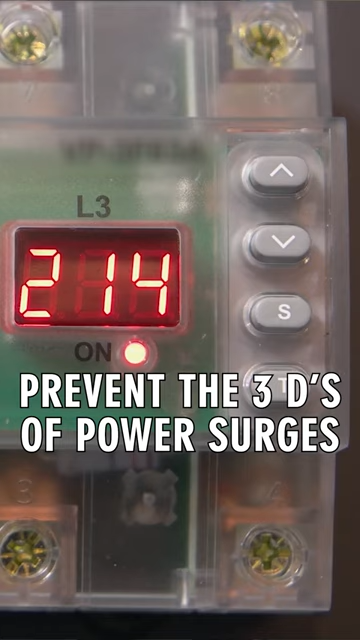 L3
214
ON
S
PREVENT THE 3 D'S
OF POWER SURGES